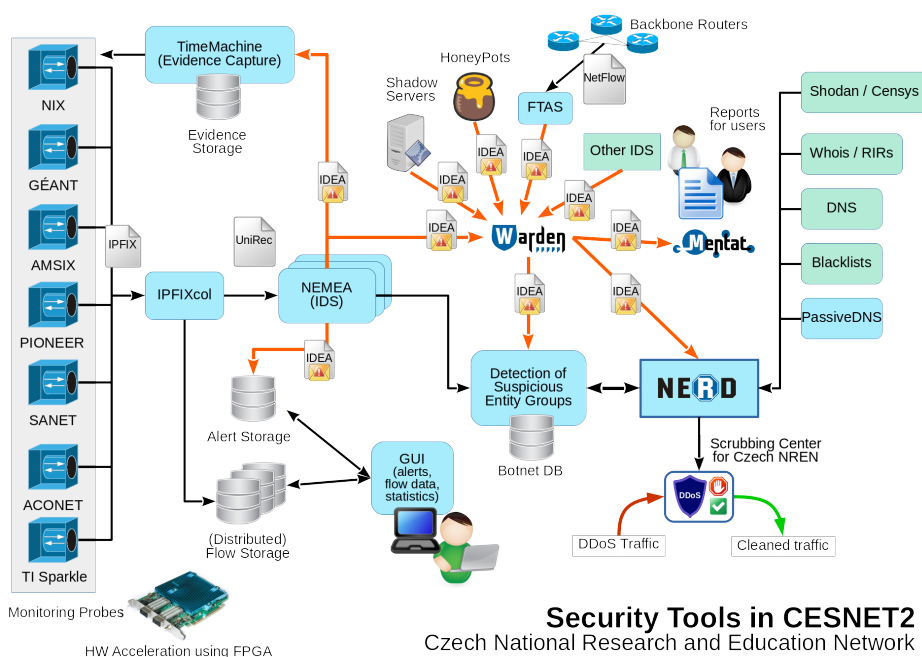 TimeMachine
(Evidence Capture)
Evidence
Storage
NIX
GÉANT
AMSIX
PIONEER
SANET
ACONET
TI Sparkle
Monitoring Probes
HW Acceleration using FPGA
IPFIX
IPFIXcol
UniRec
NEMEA
(IDS)
IDEA
IDEA
IDEA
Alert Storage
(Distributed)
Flow Storage
GUI
(alerts,
flow data,
statistics)
Shadow
Servers
HoneyPots
Backbone Routers
NetFlow
FTAS
Other IDS
IDEA
IDEA
IDEA
IDEA
Warden
IDEA
IDEA
IDEA
Reports
for users
Mentat
Detection of
Suspicious
Entity Groups
Botnet DB
NERD
Shodan / Censys
Whois / RIRs
DNS
Blacklists
PassiveDNS
Scrubbing Center
for Czech NREN
DDoS
DDoS Traffic
Cleaned traffic
Security Tools in CESNET2
Czech National Research and Education Network